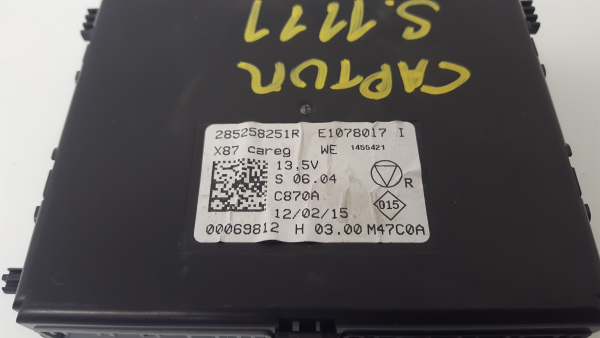 CAPTUR
S.1111
285258251R E1078017 I
X87 careg WE 1455421
13,5V
S 06.04
R
C870A
015
12/02/15
00069812 H 03.00 M47C0A